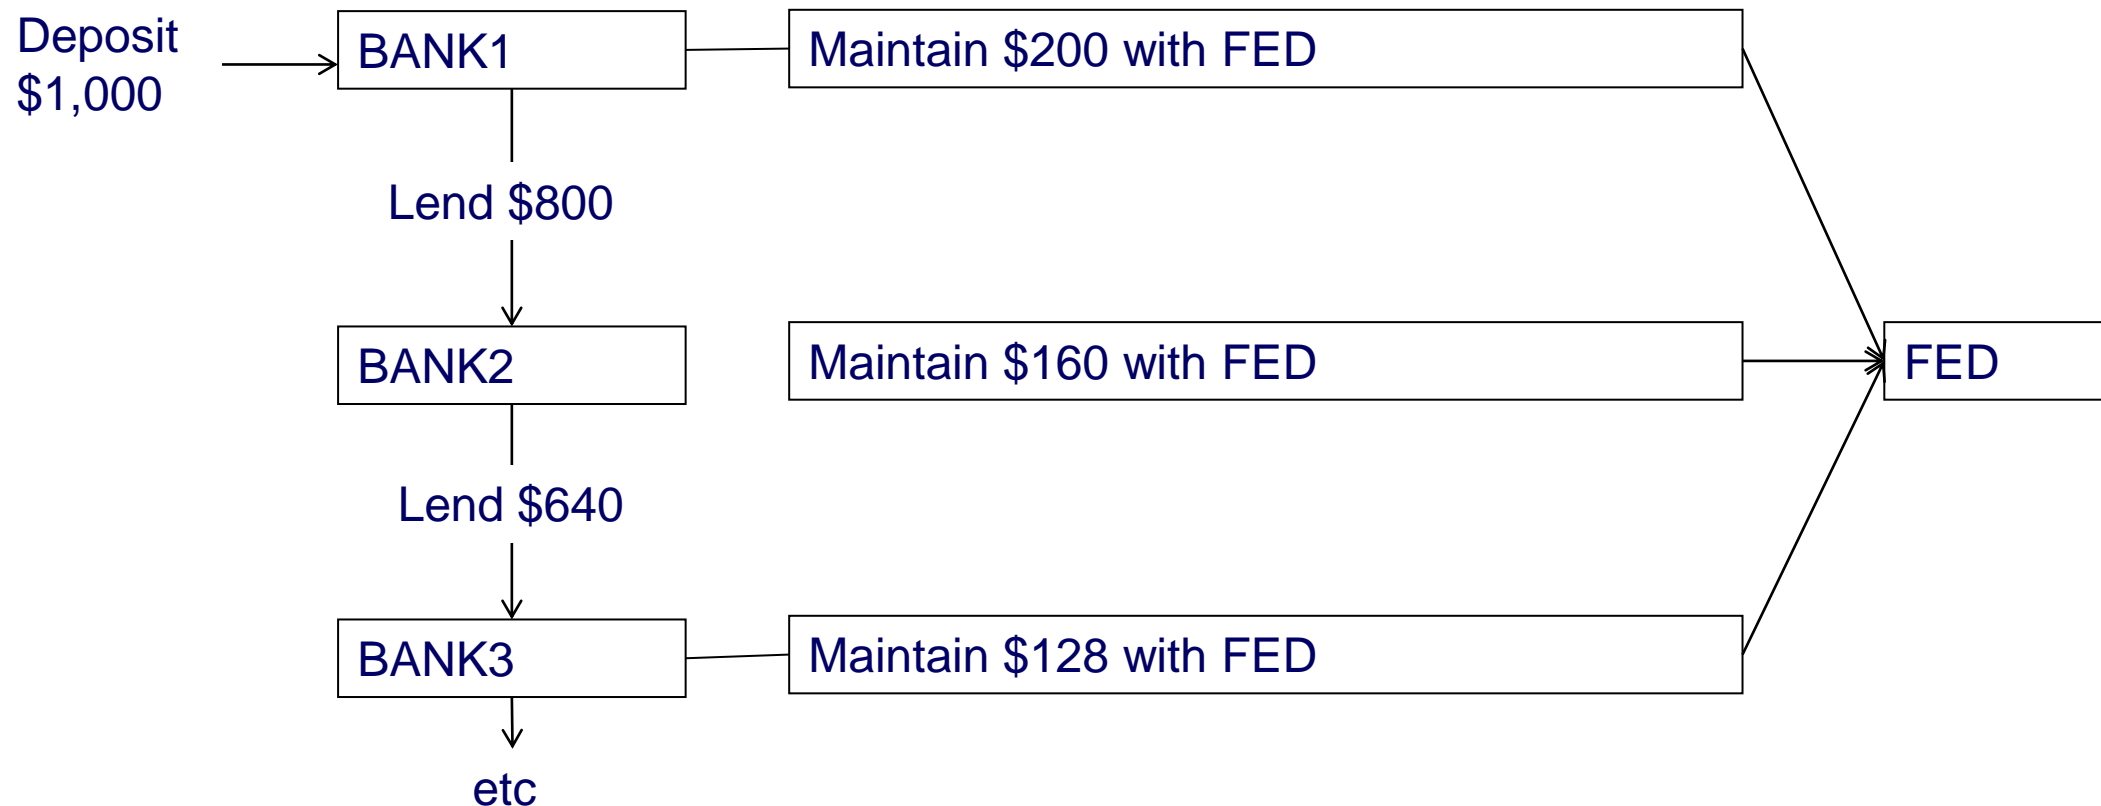 Deposit
$1,000
BANK1
Maintain $200 with FED
Lend $800
BANK2
Maintain $160 with FED
FED
Lend $640
BANK3
Maintain $128 with FED
etc